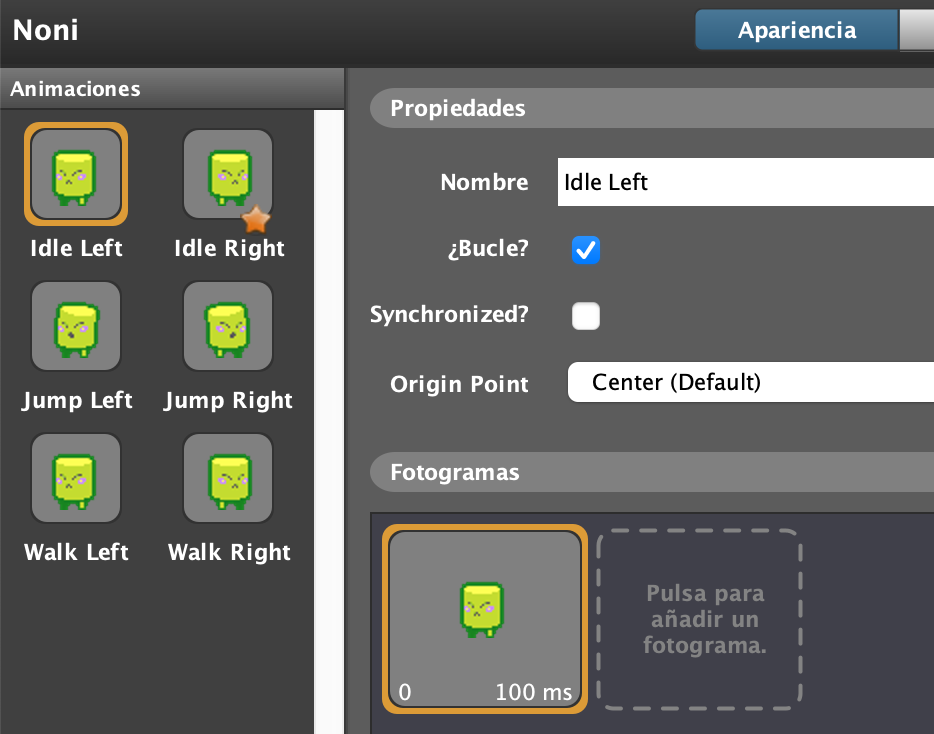 Noni
Apariencia
Animaciones
Idle Left
Idle Right
Jump Left
Jump Right
Walk Left
Walk Right
Propiedades
Nombre
Idle Left
¿Bucle?
Synchronized?
Origin Point
Center (Default)
Fotogramas
0
100 ms
Pulsa para
añadir un
fotograma.